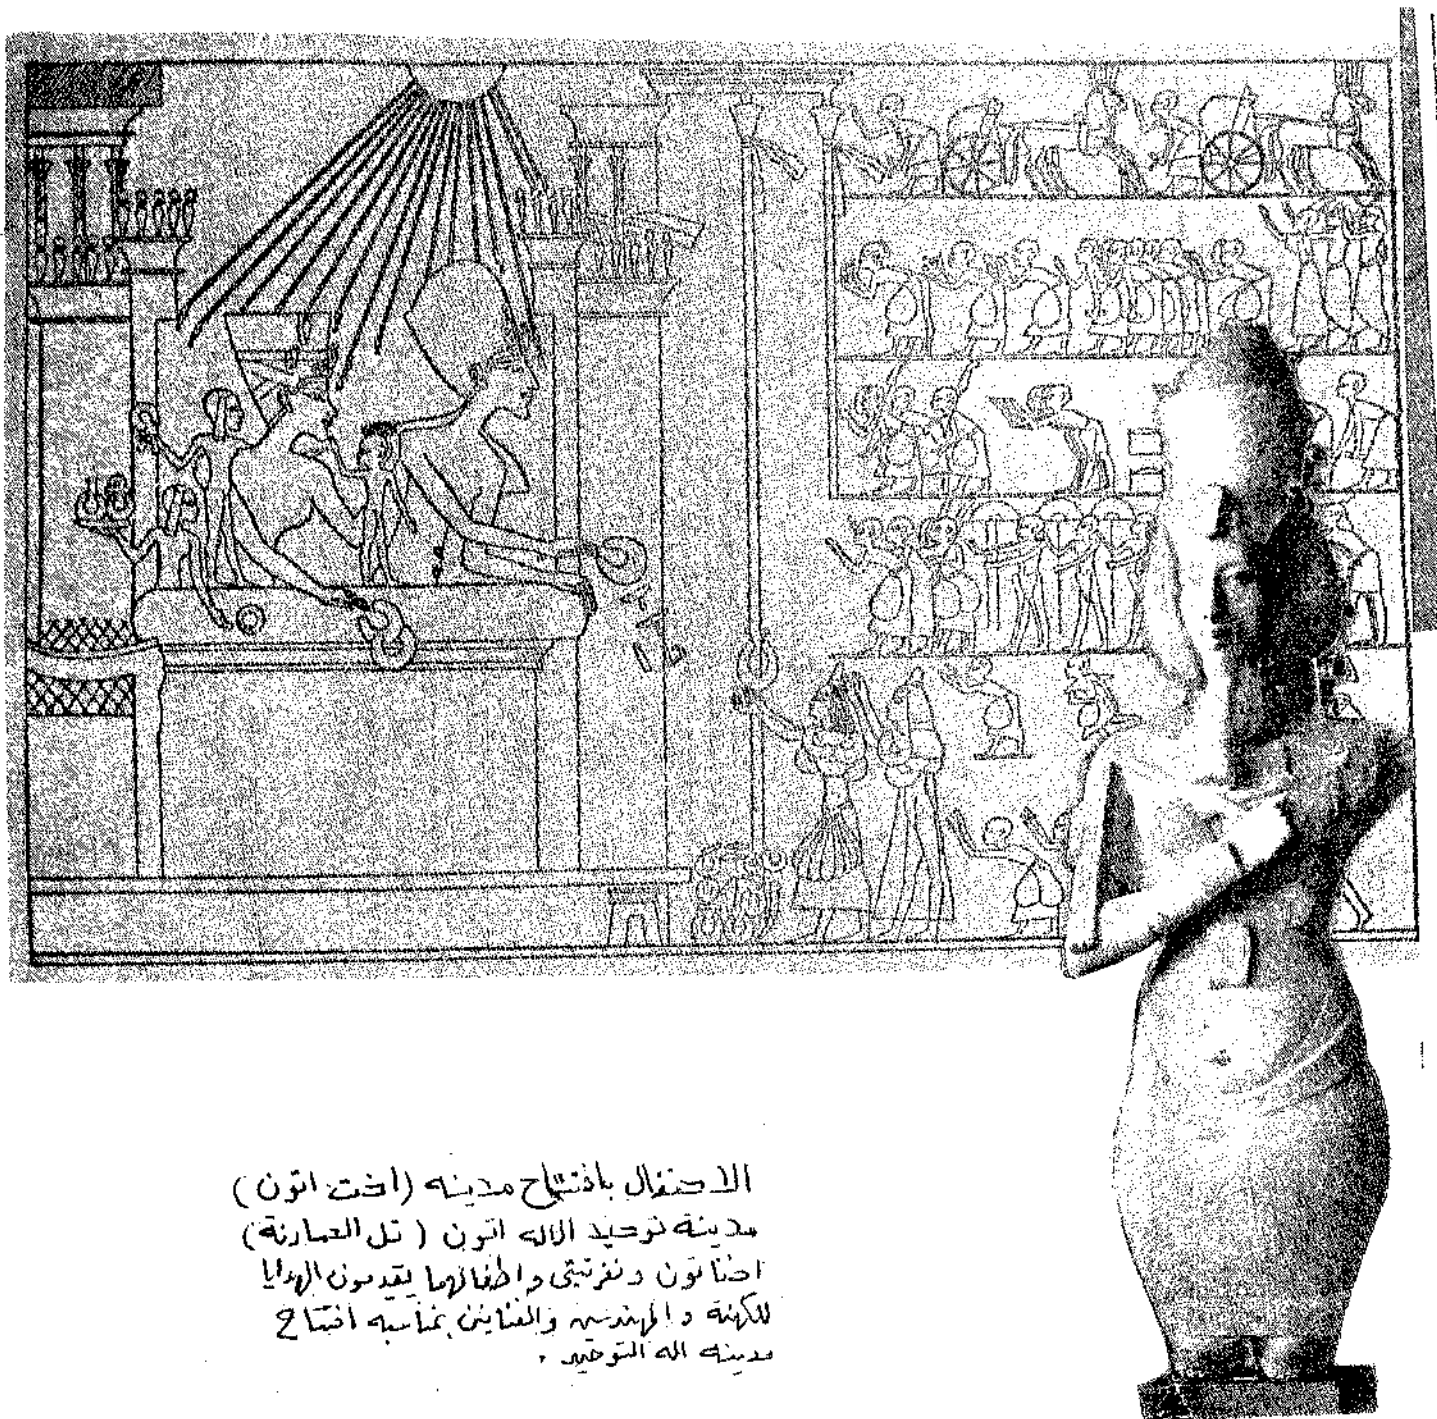 الاحتفال بافتتاح مدينه (اخت اتون)
مدينة توحيد الاله اتون (تل العمارنة)
اخناتون ونفرتيتى واطفالهما يقدمون الهدايا
للكهنة والمهندسين والفنانين بمناسبه افتتاح
مدينه اله التوحيد .